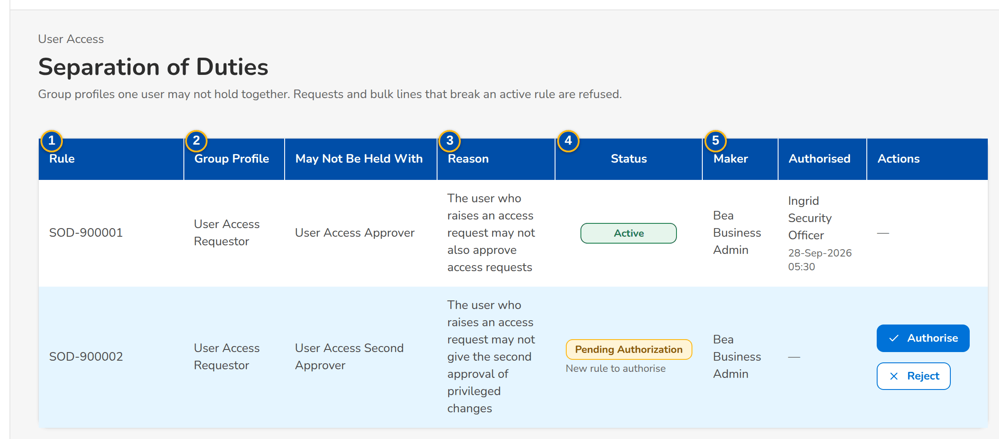 User Access
Separation of Duties
Group profiles one user may not hold together. Requests and bulk lines that break an active rule are refused.
1 2 3 4 5
Rule Group Profile May Not Be Held With Reason Status Maker Authorised Actions
SOD-900001
User Access
Requestor
User Access Approver
The user who
raises an access
request may not
also approve
access requests
Active
Bea
Business
Admin
Ingrid
Security
Officer
28-Sep-2026
05:30
—
SOD-900002
User Access
Requestor
User Access Second
Approver
The user who
raises an access
request may not
give the second
approval of
privileged
changes
Pending Authorization
New rule to authorise
Bea
Business
Admin
—
Authorise
Reject